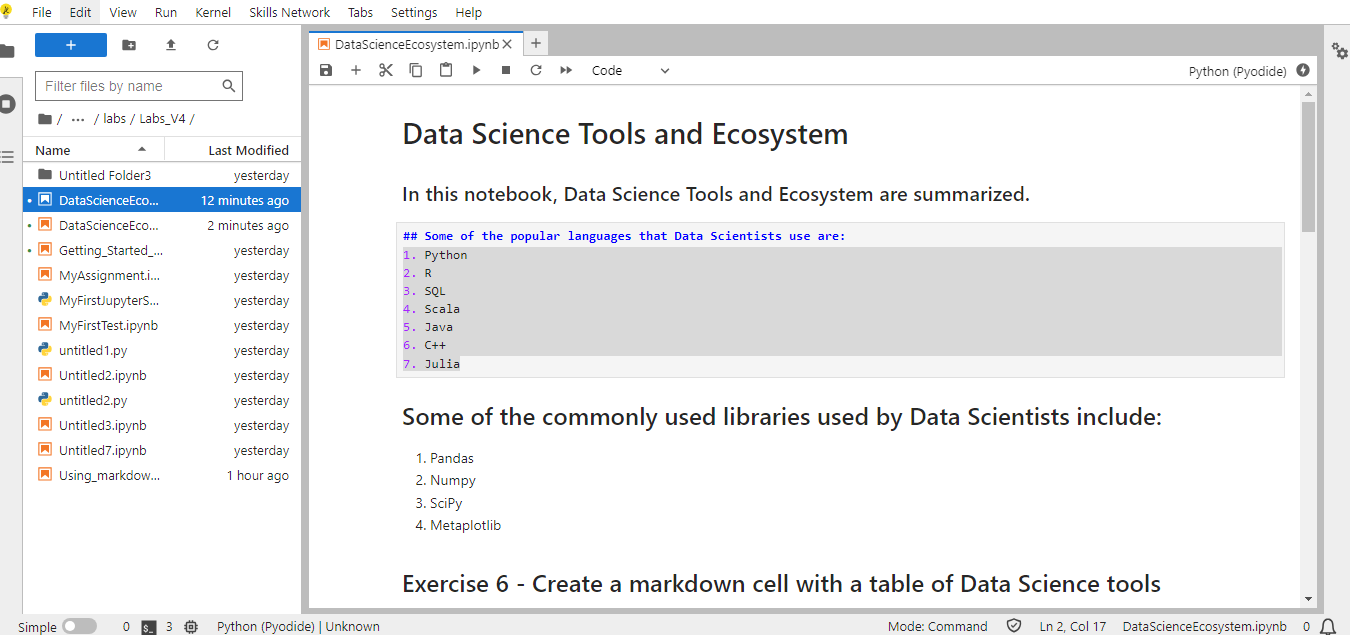 File Edit View Run Kernel Skills Network Tabs Settings Help
+
DataScienceEcosystem.ipynb
Code
Python (Pyodide)
Filter files by name
/ ... / labs / Labs_V4 /
Name Last Modified
Untitled Folder3 yesterday
DataScienceEco... 12 minutes ago
DataScienceEco... 2 minutes ago
Getting_Started_... yesterday
MyAssignment.i... yesterday
MyFirstJupyterS... yesterday
MyFirstTest.ipynb yesterday
untitled1.py yesterday
Untitled2.ipynb yesterday
untitled2.py yesterday
Untitled3.ipynb yesterday
Untitled7.ipynb yesterday
Using_markdow... 1 hour ago
Data Science Tools and Ecosystem
In this notebook, Data Science Tools and Ecosystem are summarized.
## Some of the popular languages that Data Scientists use are:
1. Python
2. R
3. SQL
4. Scala
5. Java
6. C++
7. Julia
Some of the commonly used libraries used by Data Scientists include:
1. Pandas
2. Numpy
3. SciPy
4. Metaplotlib
Exercise 6 - Create a markdown cell with a table of Data Science tools
Simple 0 $_ 3 Python (Pyodide) | Unknown Mode: Command Ln 2, Col 17 DataScienceEcosystem.ipynb 0